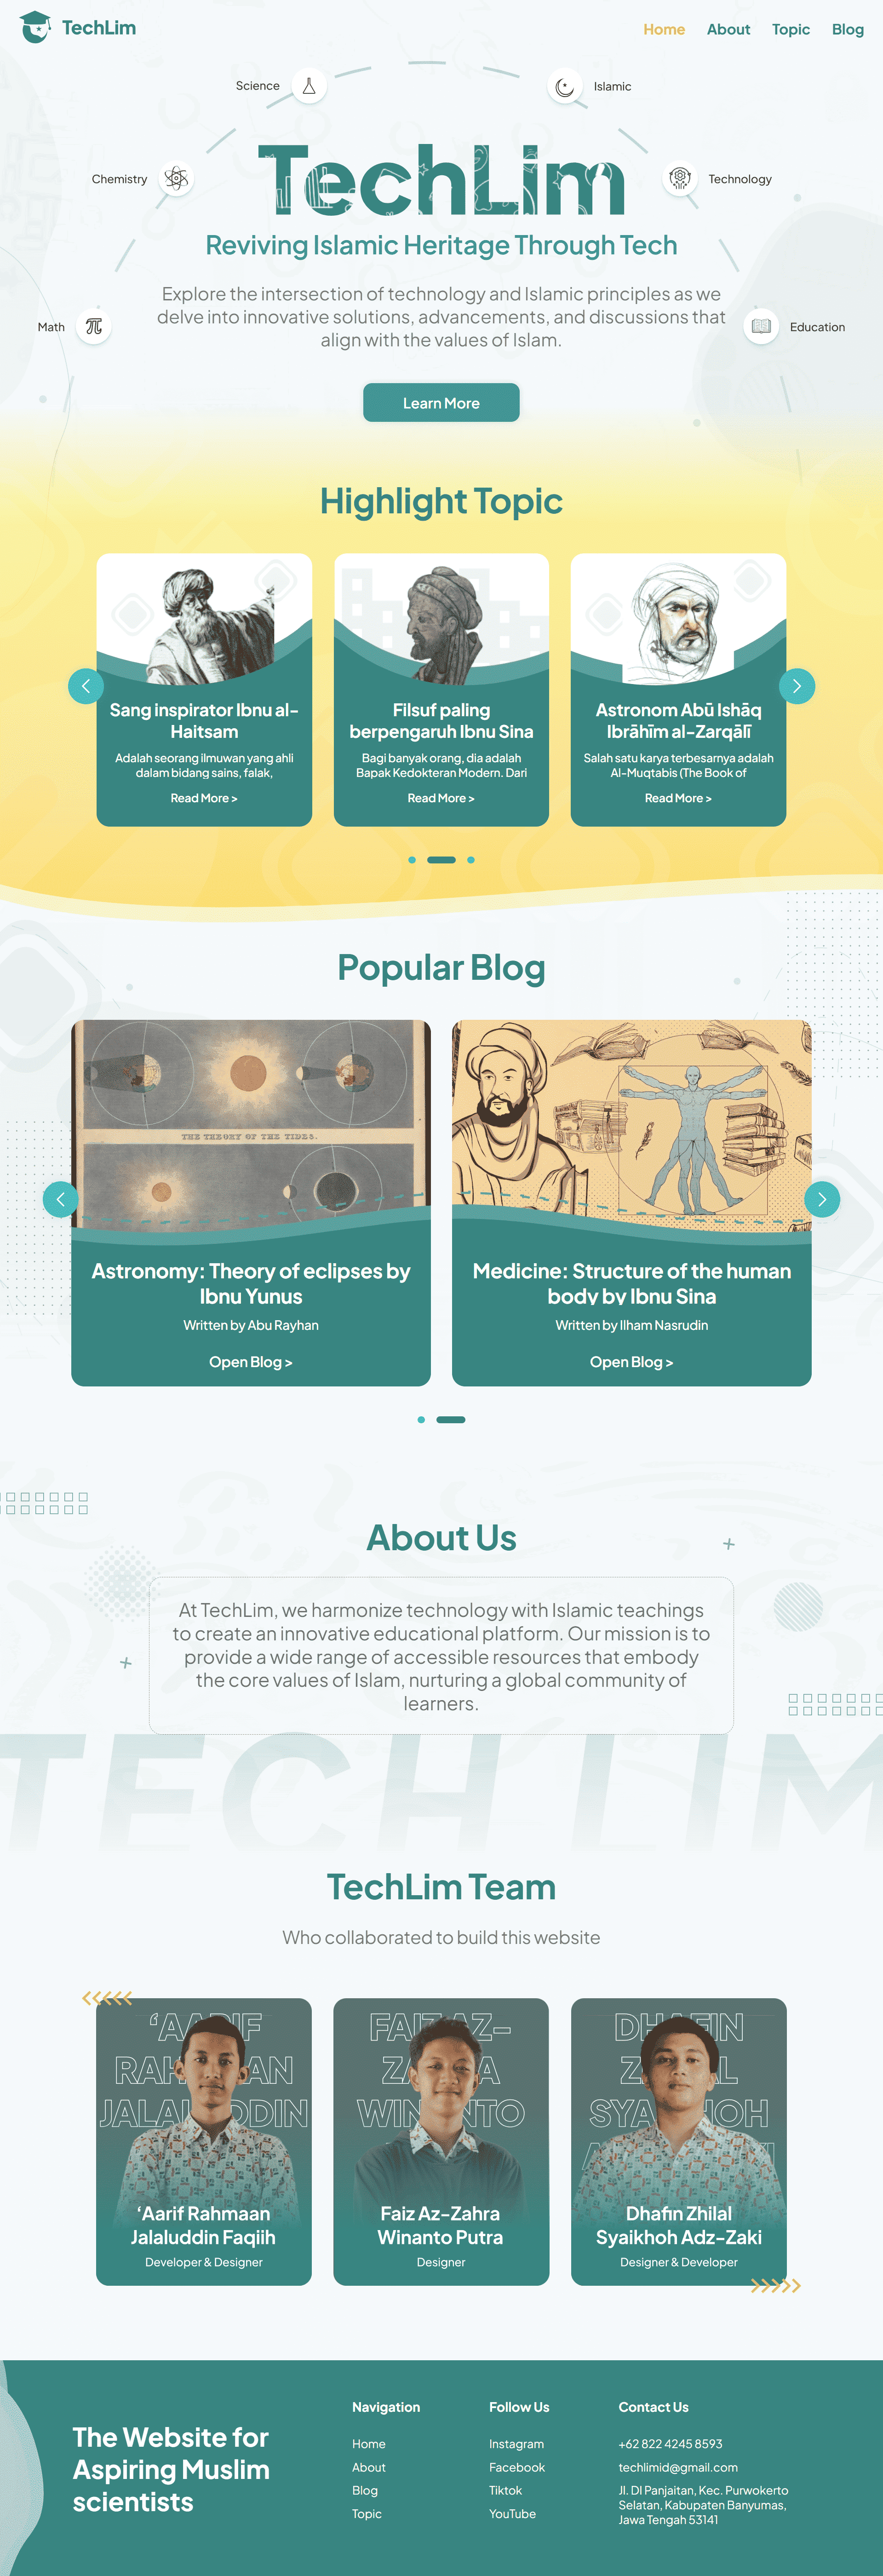 TechLim
Home About Topic Blog
Science
Islamic
Chemistry
Technology
TechLim
Reviving Islamic Heritage Through Tech
Explore the intersection of technology and Islamic principles as we
delve into innovative solutions, advancements, and discussions that
align with the values of Islam.
Math
Education
Learn More
Highlight Topic
Sang inspirator Ibnu al-
Haitsam
Adalah seorang ilmuwan yang ahli
dalam bidang sains, falak,
Read More >
Filsuf paling
berpengaruh Ibnu Sina
Bagi banyak orang, dia adalah
Bapak Kedokteran Modern. Dari
Read More >
Astronom Abū Ishāq
Ibrāhīm al-Zarqālī
Salah satu karya terbesarnya adalah
Al-Muqtabis (The Book of
Read More >
Popular Blog
THE THEORY OF THE TIDES.
Astronomy: Theory of eclipses by
Ibnu Yunus
Written by Abu Rayhan
Open Blog >
Medicine: Structure of the human
body by Ibnu Sina
Written by Ilham Nasrudin
Open Blog >
About Us
At TechLim, we harmonize technology with Islamic teachings
to create an innovative educational platform. Our mission is to
provide a wide range of accessible resources that embody
the core values of Islam, nurturing a global community of
learners.
TECH LIM
TechLim Team
Who collaborated to build this website
‘Aarif Rahmaan
Jalaluddin Faqiih
Developer & Designer
Faiz Az-Zahra
Winanto Putra
Designer
Dhafin Zhilal
Syaikhoh Adz-Zaki
Designer & Developer
The Website for
Aspiring Muslim
scientists
Navigation
Home
About
Blog
Topic
Follow Us
Instagram
Facebook
Tiktok
YouTube
Contact Us
+62 822 4245 8593
techlimid@gmail.com
Jl. DI Panjaitan, Kec. Purwokerto
Selatan, Kabupaten Banyumas,
Jawa Tengah 53141